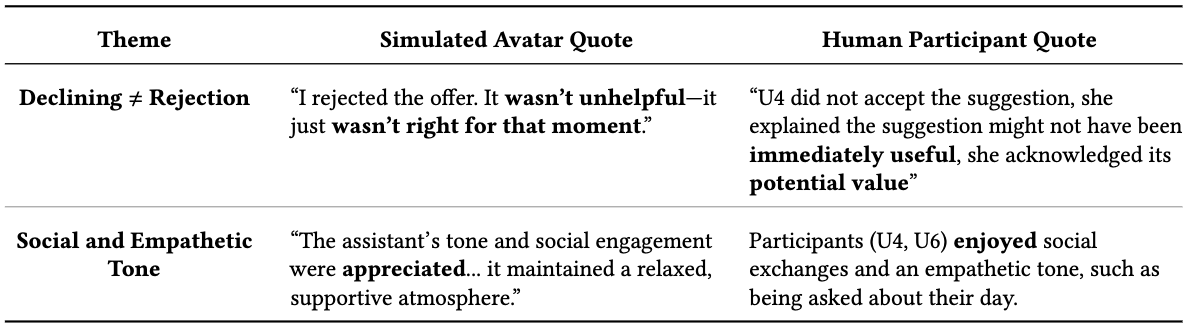 Theme
Simulated Avatar Quote
Human Participant Quote
Declining ≠ Rejection
“I rejected the offer. It wasn’t unhelpful—it
just wasn’t right for that moment.”
“U4 did not accept the suggestion, she
explained the suggestion might not have been
immediately useful, she acknowledged its
potential value”
Social and Empathetic
Tone
“The assistant’s tone and social engagement
were appreciated... it maintained a relaxed,
supportive atmosphere.”
Participants (U4, U6) enjoyed social
exchanges and an empathetic tone, such as
being asked about their day.